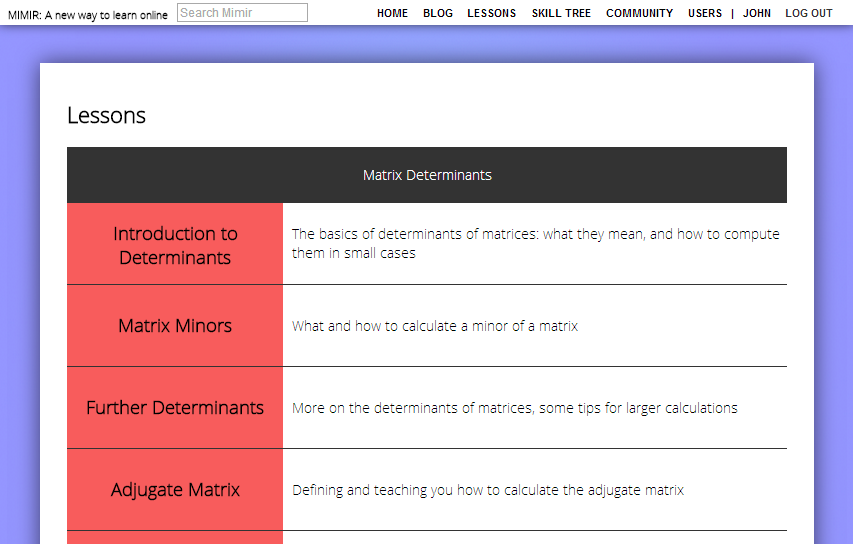 MIMIR: A new way to learn online Search Mimir HOME BLOG LESSONS SKILL TREE COMMUNITY USERS | JOHN LOG OUT
Lessons
Matrix Determinants
Introduction to
Determinants
The basics of determinants of matrices: what they mean, and how to compute
them in small cases
Matrix Minors
What and how to calculate a minor of a matrix
Further Determinants
More on the determinants of matrices, some tips for larger calculations
Adjugate Matrix
Defining and teaching you how to calculate the adjugate matrix